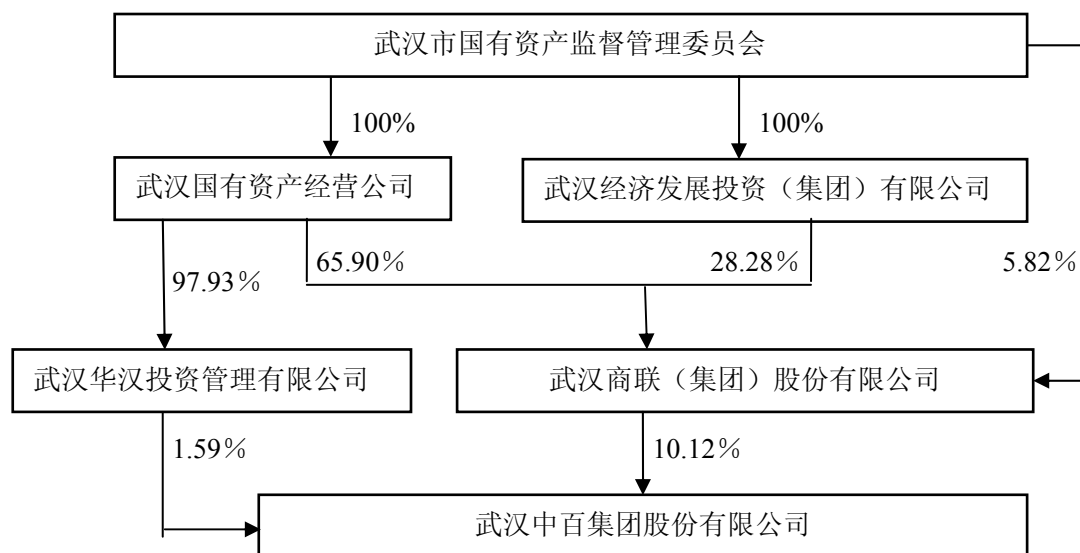 武汉市国有资产监督管理委员会
100%
100%
武汉国有资产经营公司
武汉经济发展投资（集团）有限公司
97.93％
65.90％
28.28％
5.82％
武汉华汉投资管理有限公司
武汉商联（集团）股份有限公司
1.59％
10.12％
武汉中百集团股份有限公司